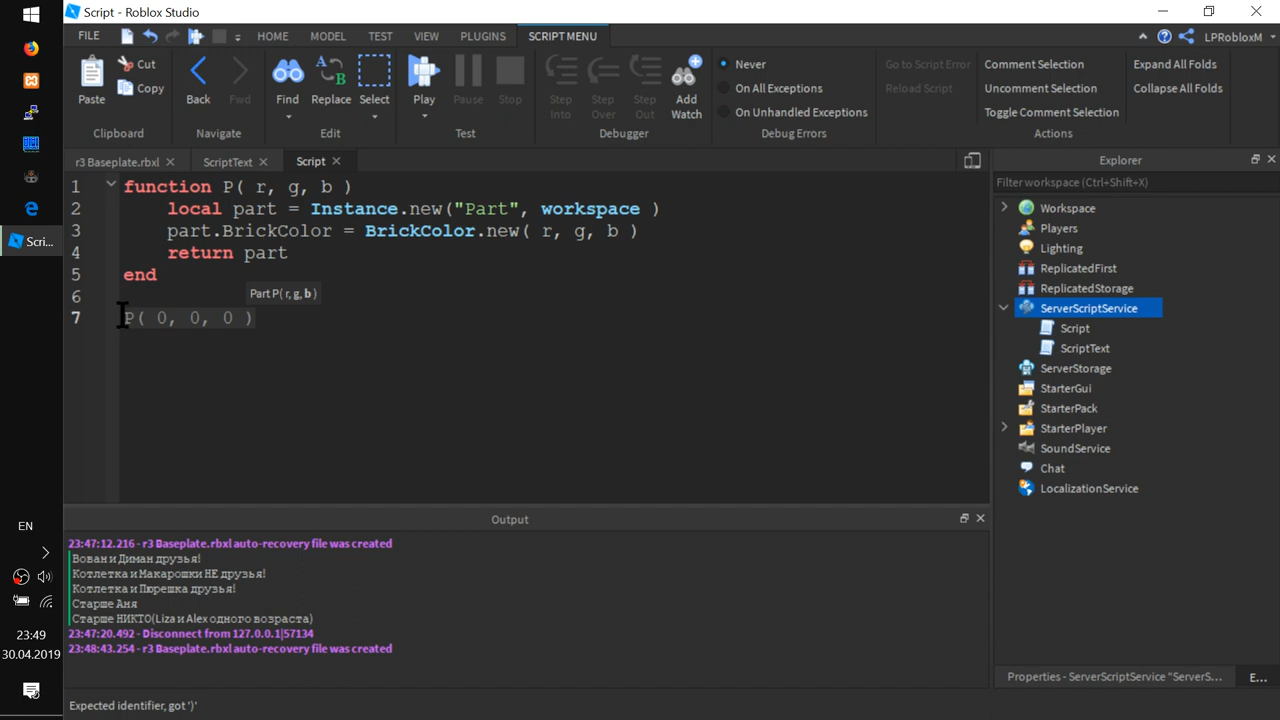 Script - Roblox Studio
FILE HOME MODEL TEST VIEW PLUGINS SCRIPT MENU LPRobloxM
Paste Cut Copy Clipboard
Back Fwd Navigate
Find Replace Select Edit
Play Pause Stop Test
Step Into Step Over Step Out Add Watch Debugger
Never
On All Exceptions
On Unhandled Exceptions
Debug Errors
Go to Script Error
Reload Script
Comment Selection
Uncomment Selection
Toggle Comment Selection
Expand All Folds
Collapse All Folds
Actions
r3 Baseplate.rbxl ScriptText Script
1 function P( r, g, b )
2 local part = Instance.new("Part", workspace )
3 part.BrickColor = BrickColor.new( r, g, b )
4 return part
5 end
6 Part P( r, g, b )
7 P( 0, 0, 0 )
Explorer
Filter workspace (Ctrl+Shift+X)
Workspace
Players
Lighting
ReplicatedFirst
ReplicatedStorage
ServerScriptService
Script
ScriptText
ServerStorage
StarterGui
StarterPack
StarterPlayer
SoundService
Chat
LocalizationService
Properties - ServerScriptService "ServerS... E...
Output
23:47:12.216 - r3 Baseplate.rbxl auto-recovery file was created
Вован и Диман друзья!
Котлетка и Макарошки НЕ друзья!
Котлетка и Пюрешка друзья!
Старше Аня
Старше НИКТО(Liza и Alex одного возраста)
23:47:20.492 - Disconnect from 127.0.0.1|57134
23:48:43.254 - r3 Baseplate.rbxl auto-recovery file was created
Expected identifier, got ')'
Scri...
EN
23:49
30.04.2019